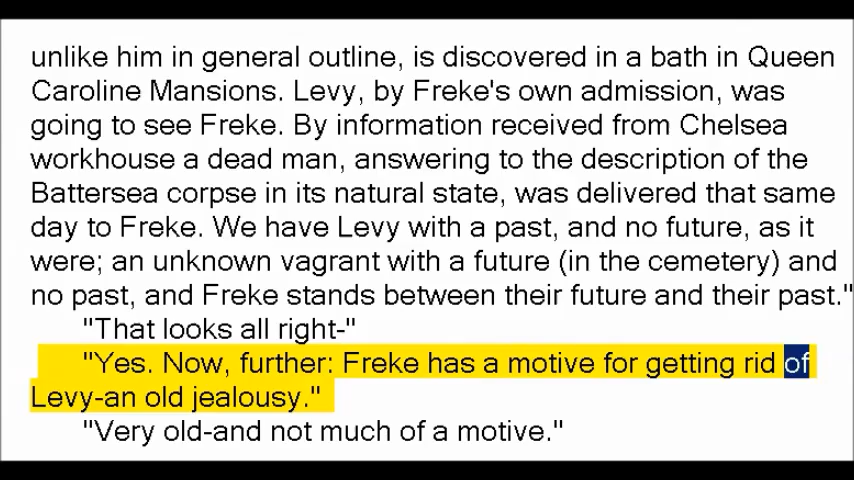 unlike him in general outline, is discovered in a bath in Queen
Caroline Mansions. Levy, by Freke's own admission, was
going to see Freke. By information received from Chelsea
workhouse a dead man, answering to the description of the
Battersea corpse in its natural state, was delivered that same
day to Freke. We have Levy with a past, and no future, as it
were; an unknown vagrant with a future (in the cemetery) and
no past, and Freke stands between their future and their past."
"That looks all right-"
"Yes. Now, further: Freke has a motive for getting rid of
Levy-an old jealousy."
"Very old-and not much of a motive."